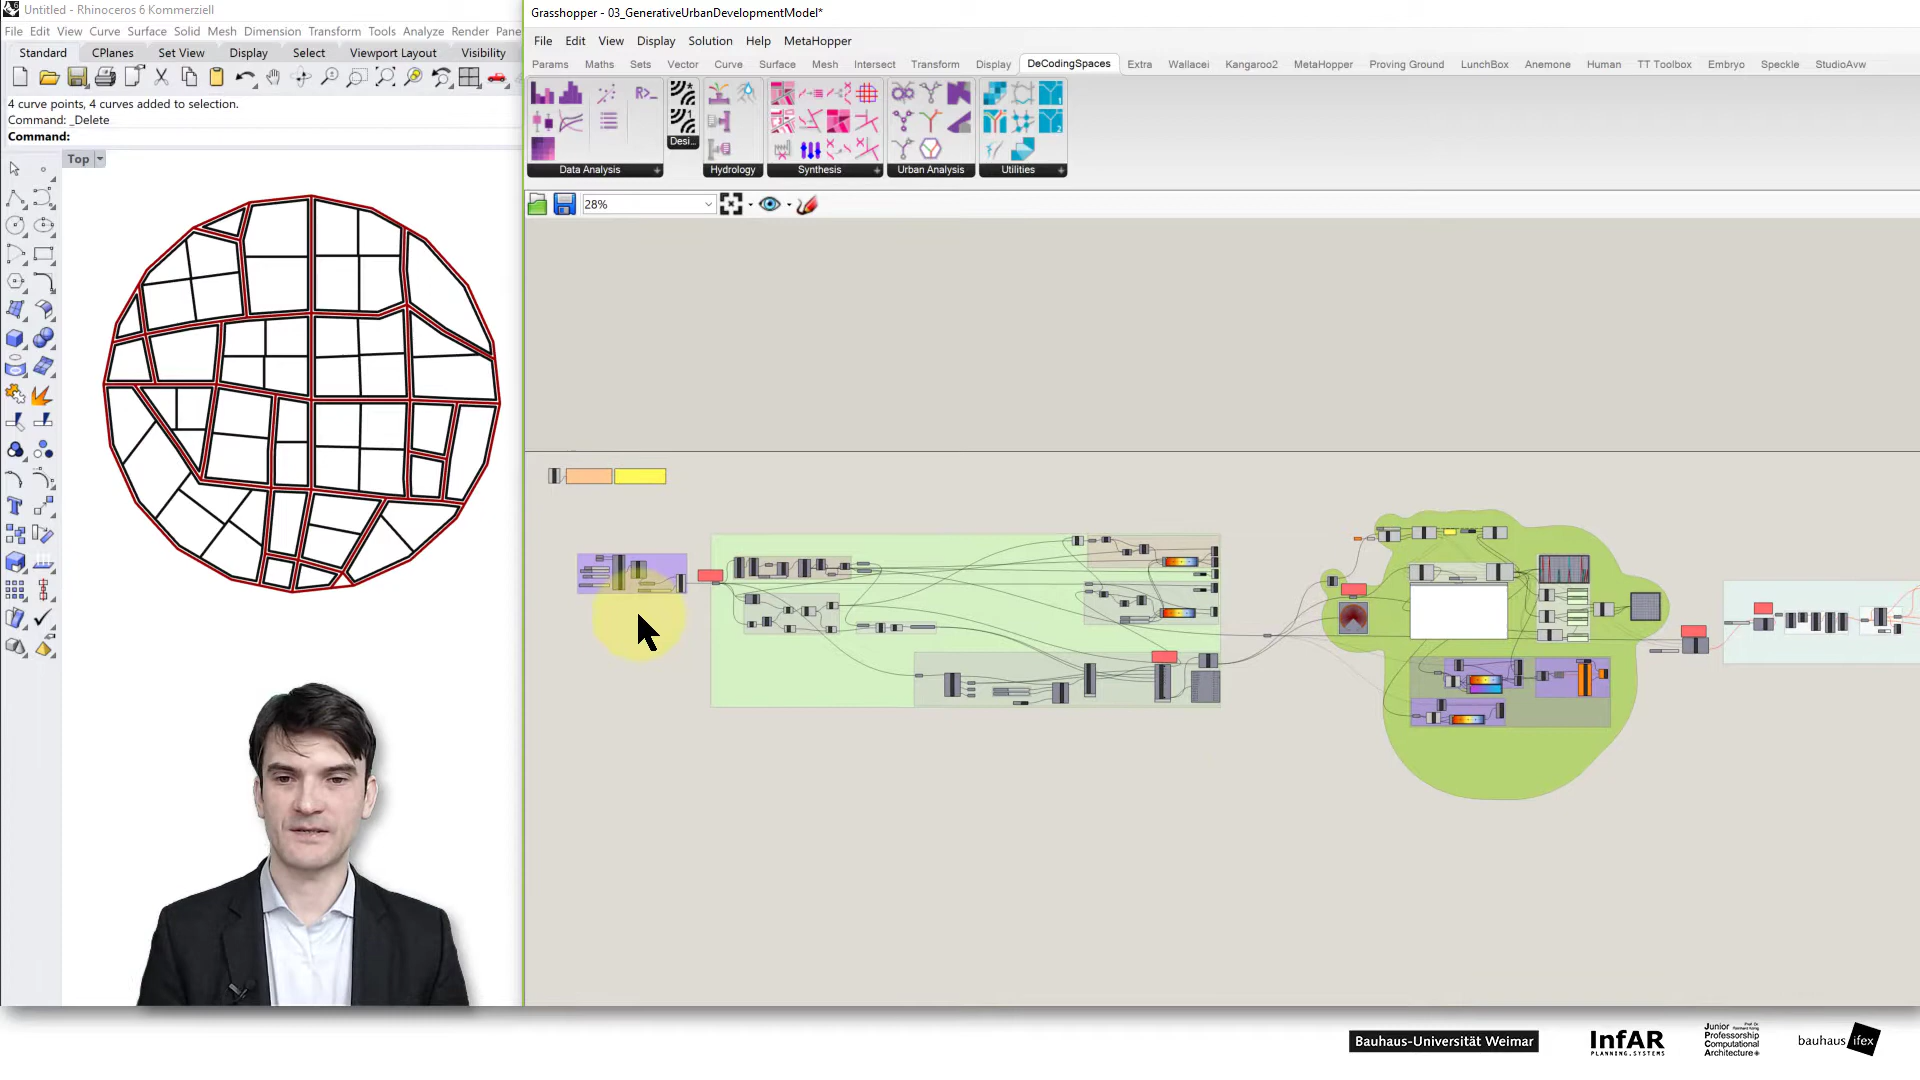 Untitled - Rhinoceros 6 Kommerziell
File Edit View Curve Surface Solid Mesh Dimension Transform Tools Analyze Render Pane
Standard CPlanes Set View Display Select Viewport Layout Visibility
4 curve points, 4 curves added to selection.
Command: _Delete
Command:
Top
Grasshopper - 03_GenerativeUrbanDevelopmentModel*
File Edit View Display Solution Help MetaHopper
Params Maths Sets Vector Curve Surface Mesh Intersect Transform Display DeCodingSpaces Extra Wallacei Kangaroo2 MetaHopper Proving Ground LunchBox Anemone Human TT Toolbox Embryo Speckle StudioAvw
Data Analysis Desi... Hydrology Synthesis Urban Analysis Utilities
28%
Bauhaus-Universität Weimar
InfAR
PLANNING.SYSTEMS
Junior
Professorship
Computational
Architecture+
bauhaus ifex